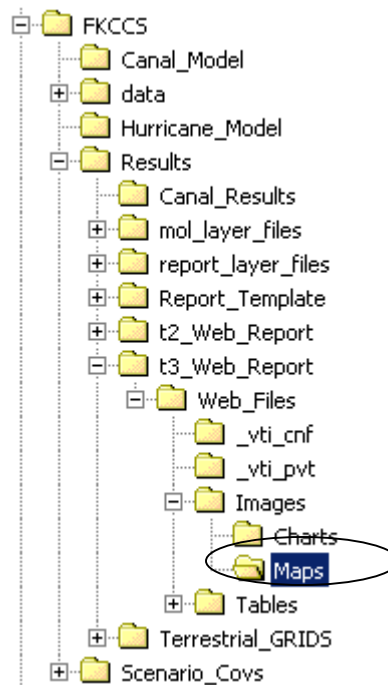 FKCCS
Canal_Model
data
Hurricane_Model
Results
Canal_Results
mol_layer_files
report_layer_files
Report_Template
t2_Web_Report
t3_Web_Report
Web_Files
_vti_cnf
_vti_pvt
Images
Charts
Maps
Tables
Terrestrial_GRIDS
Scenario_Covs